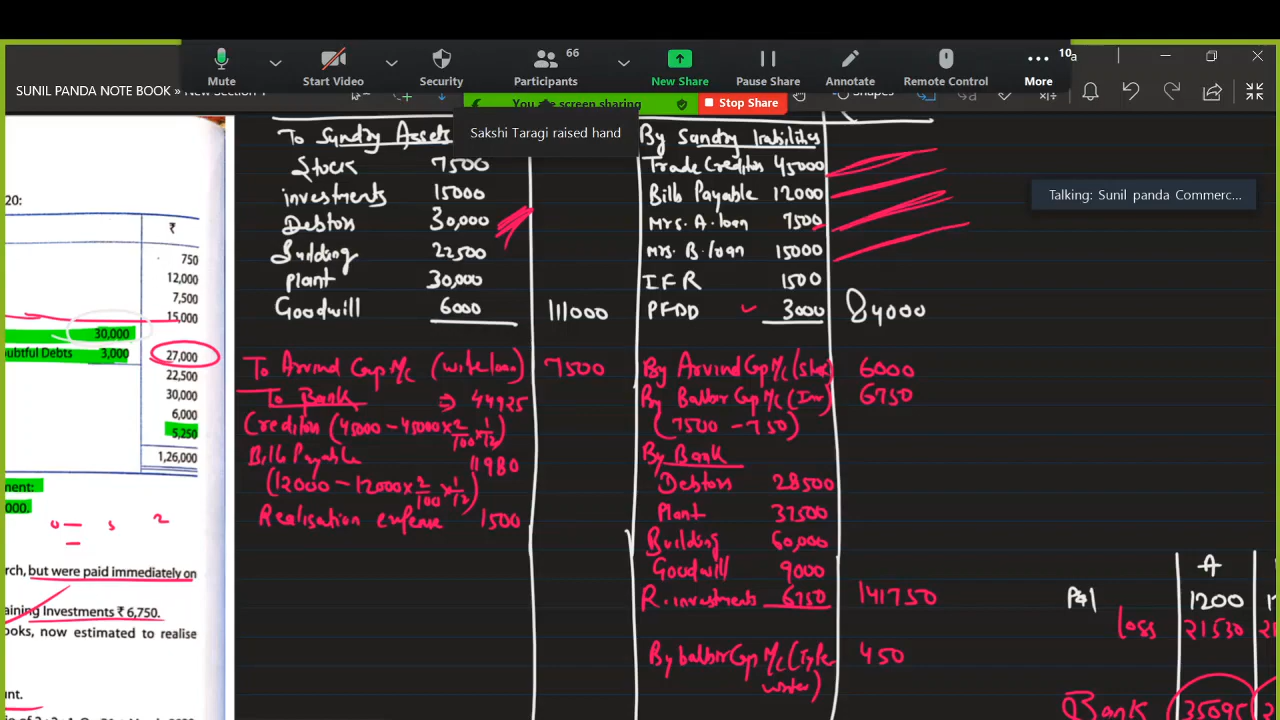 66
10
Mute
Start Video
Security
Participants
New Share
Pause Share
Annotate
Remote Control
More
SUNIL PANDA NOTE BOOK »
screen sharing
Stop Share
Sakshi Taragi raised hand
Talking: Sunil panda Commerc...
20:
₹
750
12,000
7,500
15,000
30,000
oubtful Debts 3,000 27,000
22,500
30,000
6,000
5,250
1,26,000
ment:
000.
rch, but were paid immediately on
aining Investments ₹ 6,750.
ooks, now estimated to realise
unt.
To Sundry Assets
Stock 7500
investments 15000
Debtors 30,000
Building 22500
plant 30,000
Goodwill 6000 111000
To Arvind Cap A/c (wife loan) 7500
To Bank ⇒ 44925
Creditors (45000 - 45000 x 2/100 x 1/12)
Bills Payable 11980
(12000 - 12000 x 2/100 x 1/12)
Realisation expense 1500
By Sundry liabilities
Trade Creditors 45000
Bills Payable 12000
Mrs. A. loan 7500
Mrs. B. loan 15000
IFR 1500
PFDD 3000 84000
By Arvind Cap A/c 6000
By Balbir Cap A/c (Inv) 6750
(7500 - 750)
By Bank
Debtors 28500
Plant 37500
Building 60,000
Goodwill 9000
R. investments 6750 141750
By balbir Cap A/c (Type writer) 450
A
P&l 1200
loss 21530
Bank 35095